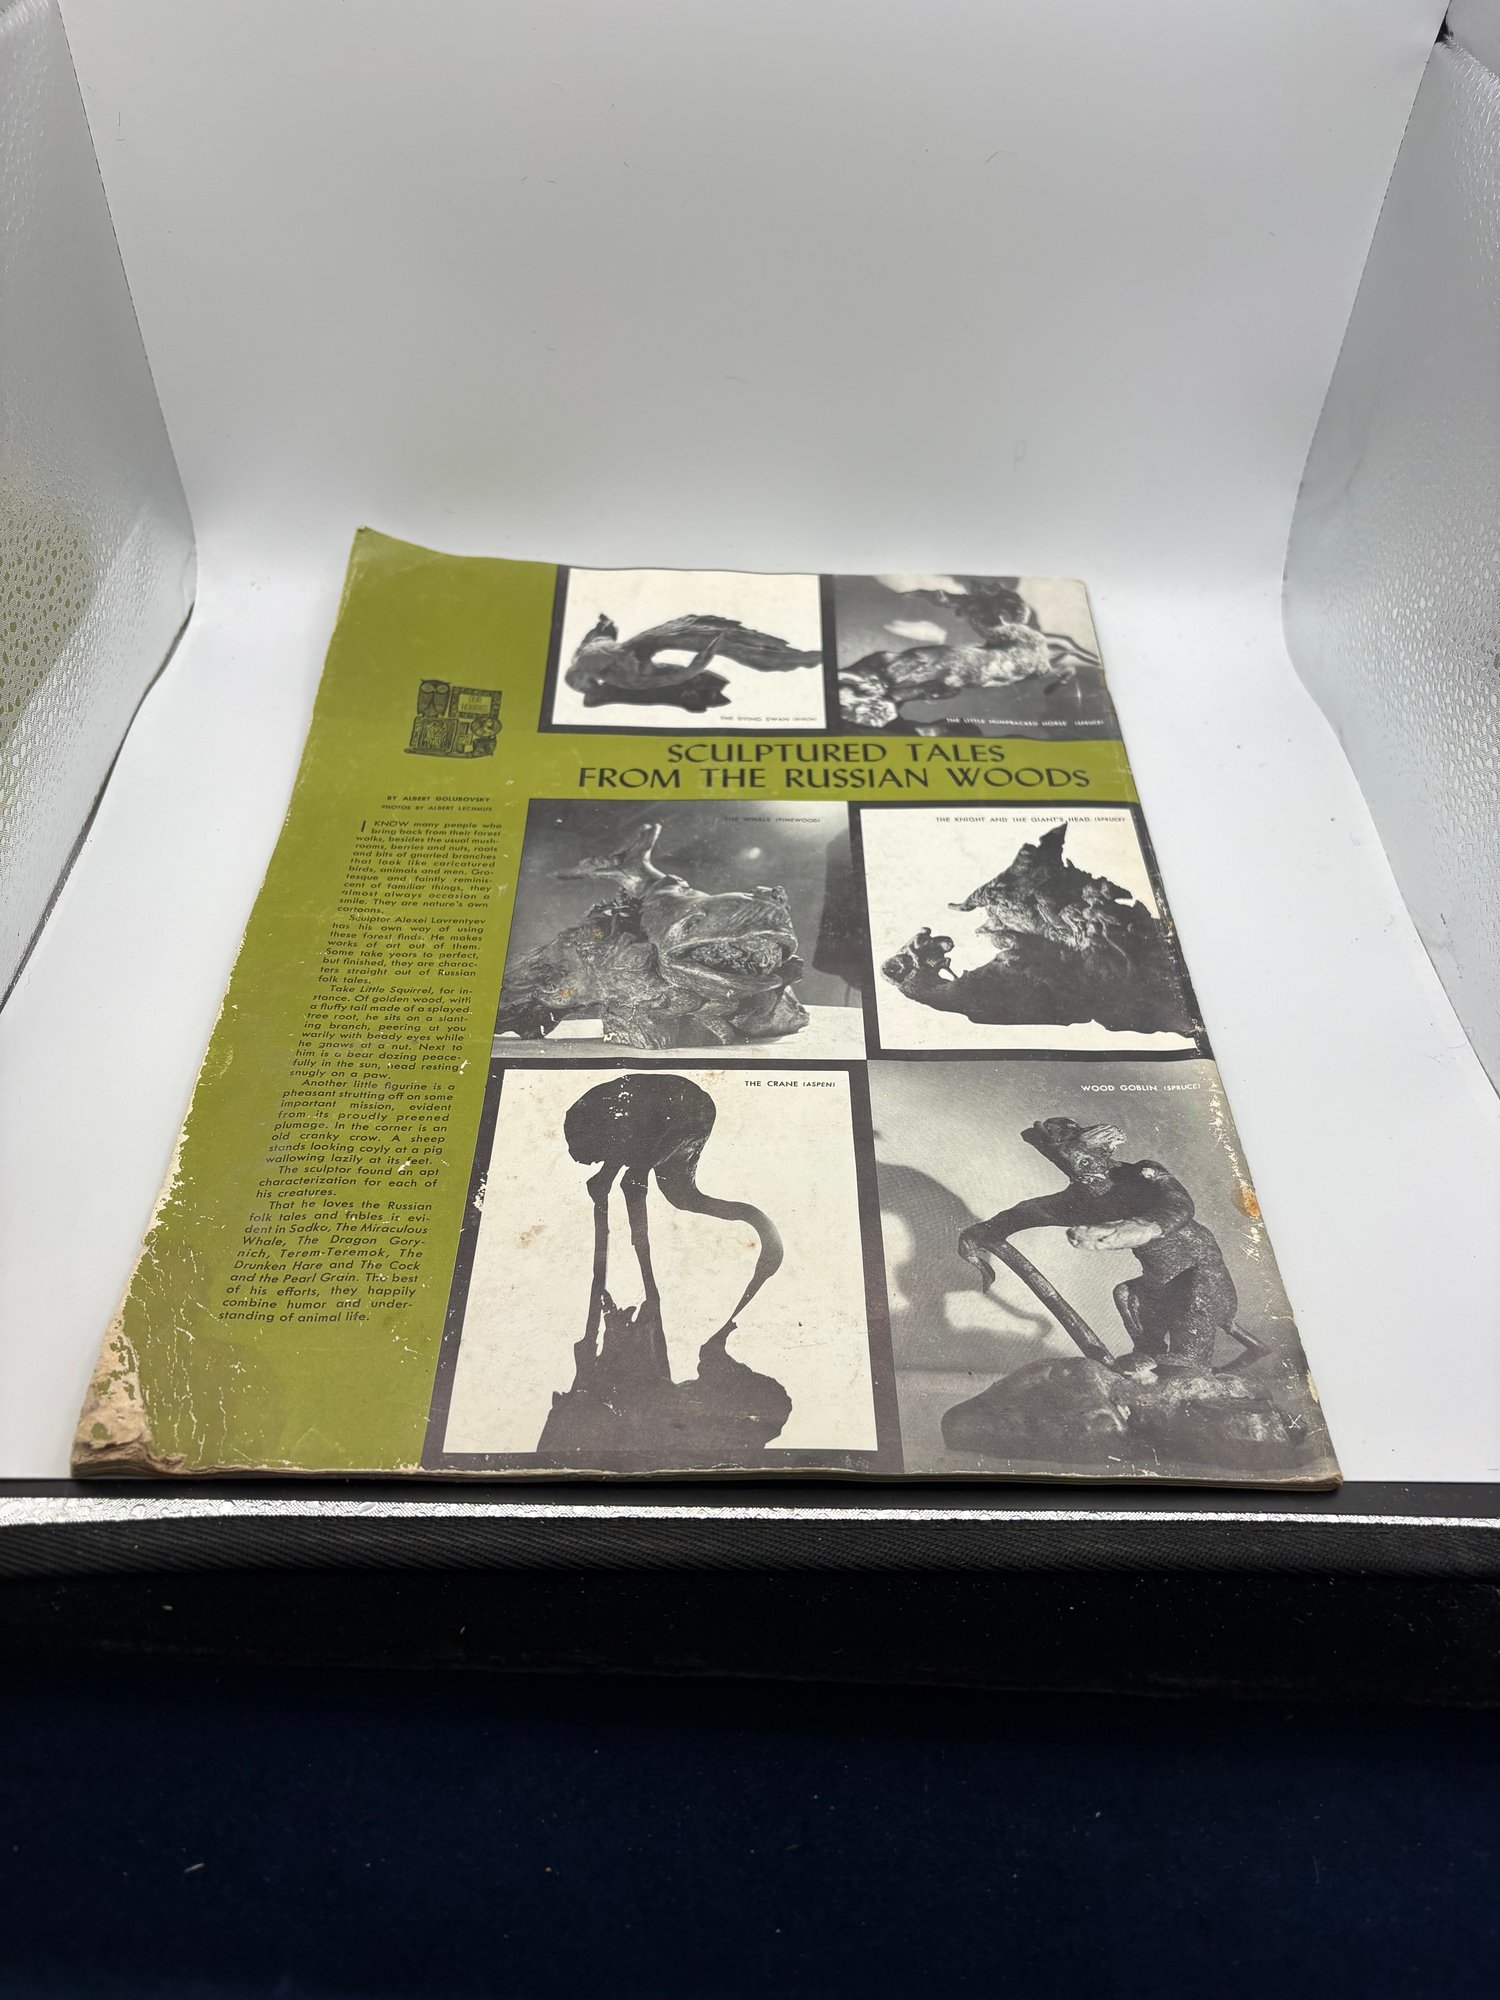 THE DYING SWAN (BIRCH)
THE LITTLE HUMPBACKED HORSE (SPRUCE)
OUR
HOBBIES
SCULPTURED TALES
FROM THE RUSSIAN WOODS
BY ALBERT GOLUBOVSKY
PHOTOS BY ALBERT LECHMUS
I KNOW many people who
bring back from their forest
walks, besides the usual mush-
rooms, berries and nuts, roots
and bits of gnarled branches
that look like caricatured
birds, animals and men. Gro-
tesque and faintly reminis-
cent of familiar things, they
almost always occasion a
smile. They are nature's own
cartoons.
Sculptor Alexei Lavrentyev
has his own way of using
these forest finds. He makes
works of art out of them.
Some take years to perfect,
but finished, they are charac-
ters straight out of Russian
folk tales.
Take Little Squirrel, for in-
stance. Of golden wood, with
a fluffy tail made of a splayed
tree root, he sits on a slant-
ing branch, peering at you
warily with beady eyes while
he gnaws at a nut. Next to
him is a bear dozing peace-
fully in the sun, head resting
snugly on a paw.
Another little figurine is a
pheasant strutting off on some
important mission, evident
from its proudly preened
plumage. In the corner is an
old cranky crow. A sheep
stands looking coyly at a pig
wallowing lazily at its feet.
The sculptor found an apt
characterization for each of
his creatures.
That he loves the Russian
folk tales and fables is evi-
dent in Sadko, The Miraculous
Whale, The Dragon Gory-
nich, Terem-Teremok, The
Drunken Hare and The Cock
and the Pearl Grain. The best
of his efforts, they happily
combine humor and under-
standing of animal life.
THE WHALE (PINEWOOD)
THE KNIGHT AND THE GIANT'S HEAD (SPRUCE)
THE CRANE (ASPEN)
WOOD GOBLIN (SPRUCE)